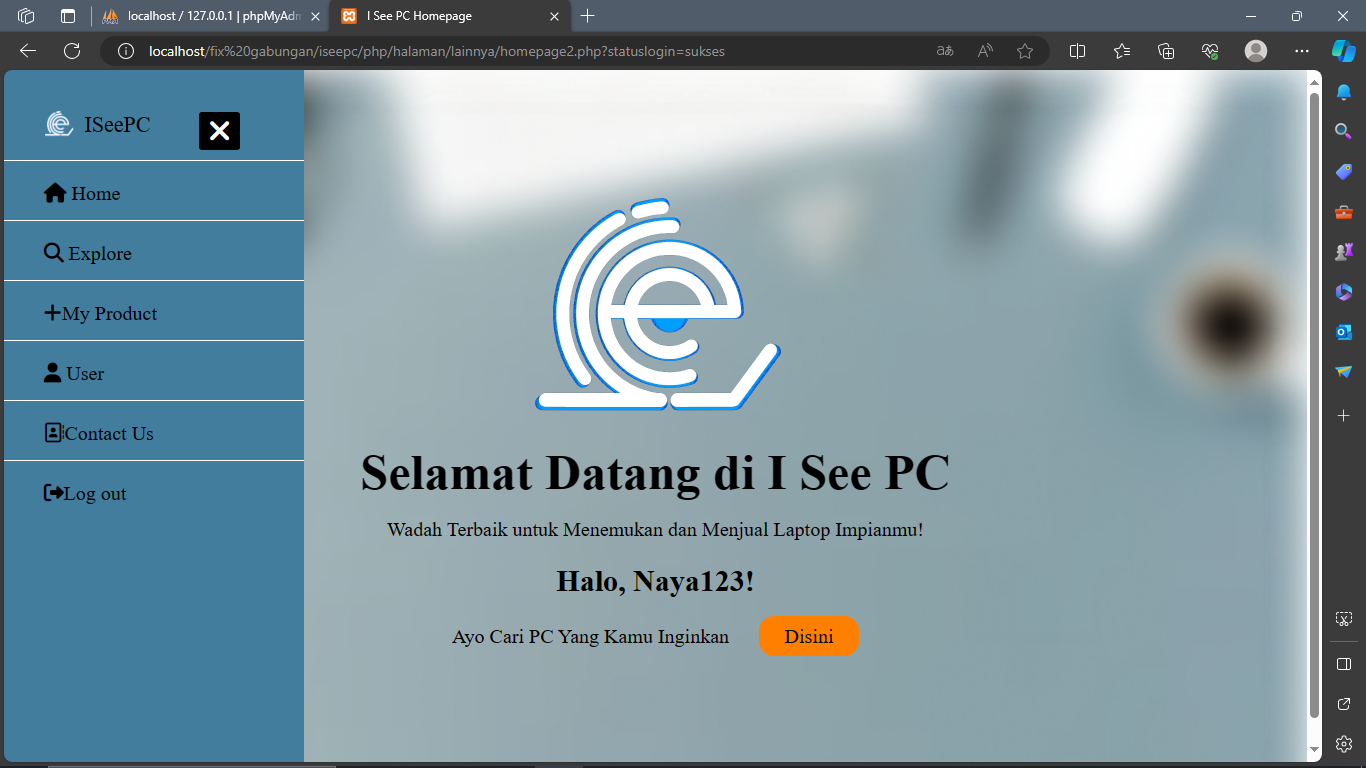 localhost / 127.0.0.1 | phpMyAdm
I See PC Homepage
localhost/fix%20gabungan/iseepc/php/halaman/lainnya/homepage2.php?statuslogin=sukses
ISeePC
Home
Explore
My Product
User
Contact Us
Log out
Selamat Datang di I See PC
Wadah Terbaik untuk Menemukan dan Menjual Laptop Impianmu!
Halo, Naya123!
Ayo Cari PC Yang Kamu Inginkan
Disini